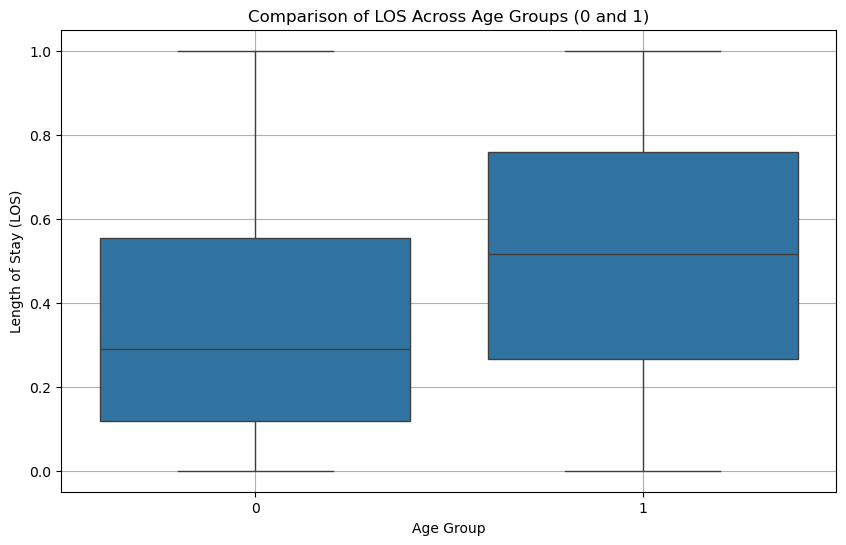 Comparison of LOS Across Age Groups (0 and 1)
Length of Stay (LOS)
1.0
0.8
0.6
0.4
0.2
0.0
0 1
Age Group